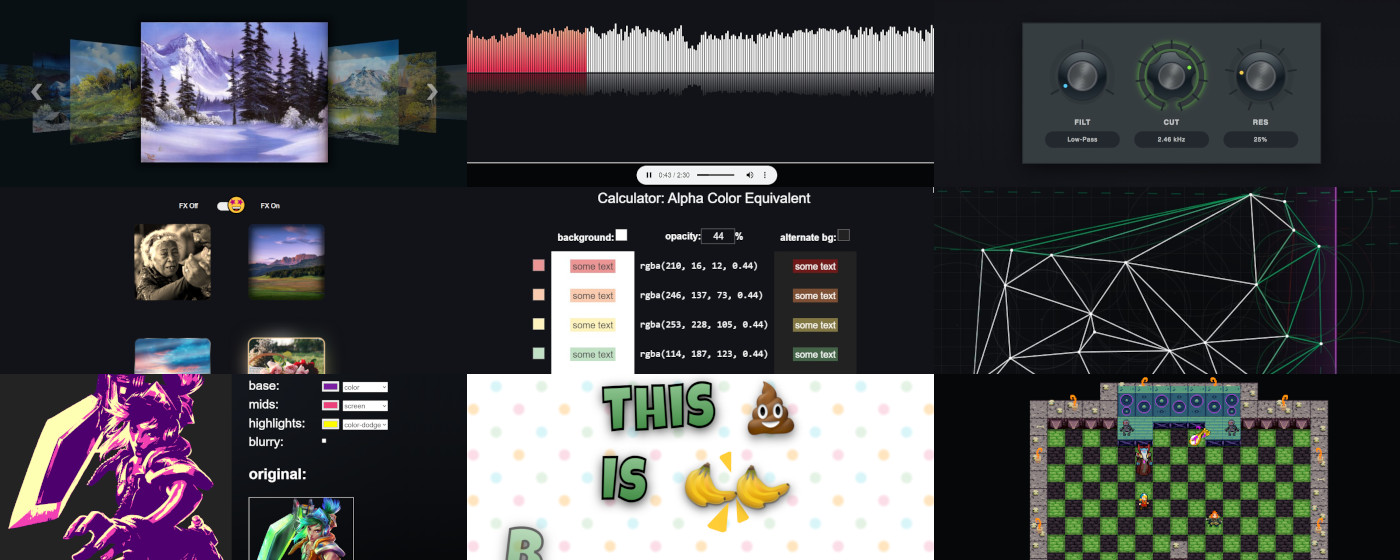 0:43 / 2:30
FILT
CUT
RES
Low-Pass
2.46 kHz
25%
FX Off
FX On
Calculator: Alpha Color Equivalent
background:
opacity:
44
%
alternate bg:
some text
rgba(210, 16, 12, 0.44)
some text
some text
rgba(246, 137, 73, 0.44)
some text
some text
rgba(253, 228, 105, 0.44)
some text
some text
rgba(114, 187, 123, 0.44)
some text
base:
color
mids:
screen
highlights:
color-dodge
blurry:
original:
THIS
IS
B